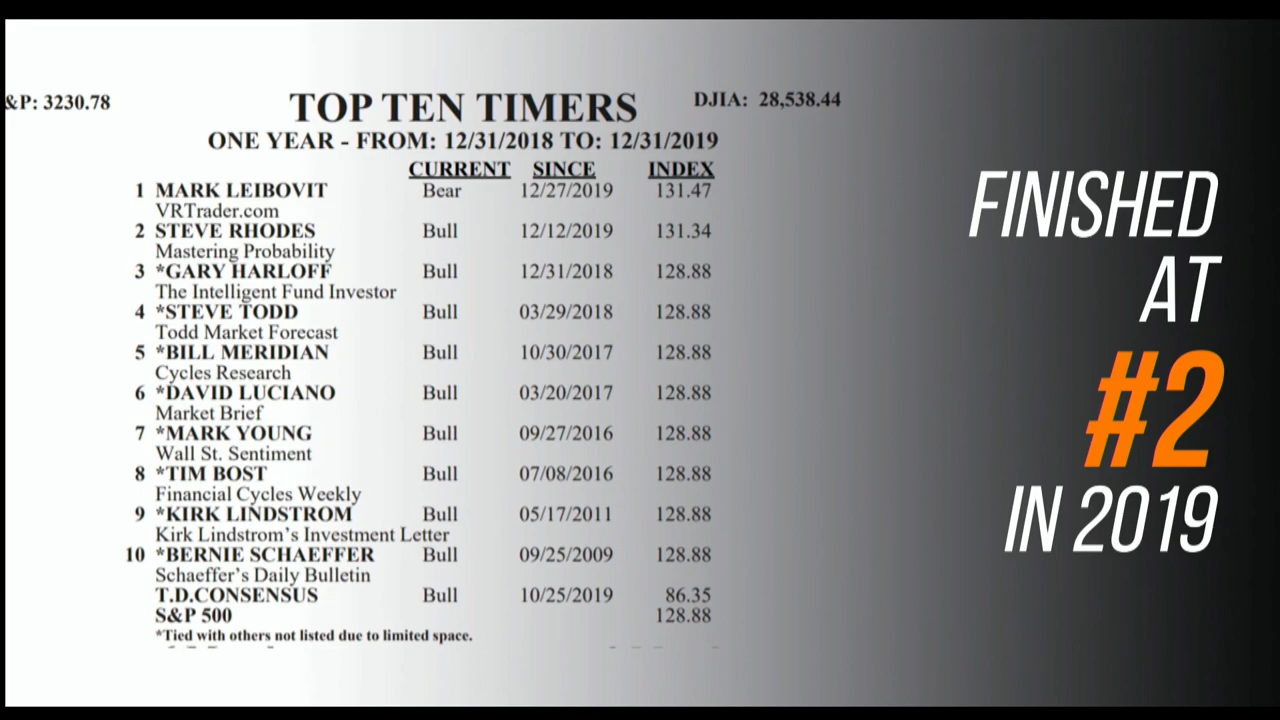 &P: 3230.78
TOP TEN TIMERS
DJIA: 28,538.44
ONE YEAR - FROM: 12/31/2018 TO: 12/31/2019
CURRENT SINCE INDEX
1 MARK LEIBOVIT Bear 12/27/2019 131.47
VRTrader.com
2 STEVE RHODES Bull 12/12/2019 131.34
Mastering Probability
3 *GARY HARLOFF Bull 12/31/2018 128.88
The Intelligent Fund Investor
4 *STEVE TODD Bull 03/29/2018 128.88
Todd Market Forecast
5 *BILL MERIDIAN Bull 10/30/2017 128.88
Cycles Research
6 *DAVID LUCIANO Bull 03/20/2017 128.88
Market Brief
7 *MARK YOUNG Bull 09/27/2016 128.88
Wall St. Sentiment
8 *TIM BOST Bull 07/08/2016 128.88
Financial Cycles Weekly
9 *KIRK LINDSTROM Bull 05/17/2011 128.88
Kirk Lindstrom's Investment Letter
10 *BERNIE SCHAEFFER Bull 09/25/2009 128.88
Schaeffer's Daily Bulletin
T.D.CONSENSUS Bull 10/25/2019 86.35
S&P 500 128.88
*Tied with others not listed due to limited space.
FINISHED
AT
#2
IN 2019